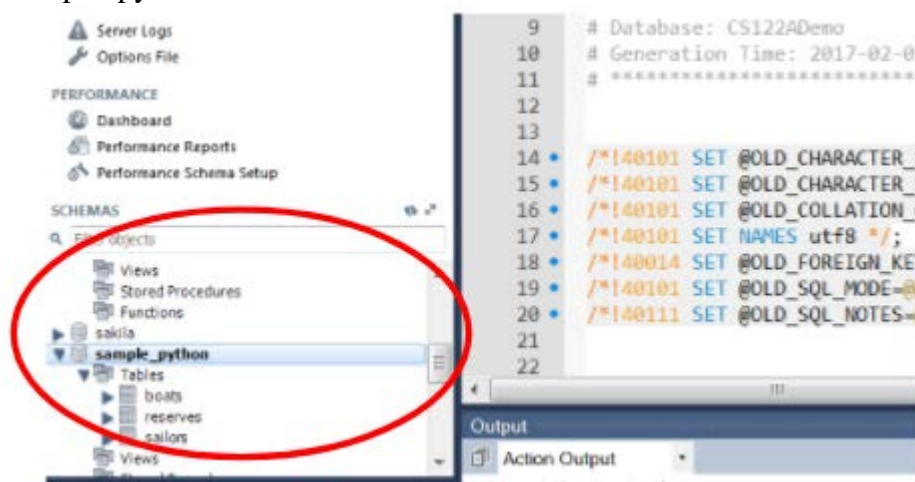 Server Logs
Options File
PERFORMANCE
Dashboard
Performance Reports
Performance Schema Setup
SCHEMAS
objects
Views
Stored Procedures
Functions
sakila
sample_python
Tables
boats
reserves
sailors
Views
9 # Database: CS122ADemo
10 # Generation Time: 2017-02-0
11 # ****************************
12
13
14 /*!40101 SET @OLD_CHARACTER_
15 /*!40101 SET @OLD_CHARACTER_
16 /*!40101 SET @OLD_COLLATION_
17 /*!40101 SET NAMES utf8 */;
18 /*!40014 SET @OLD_FOREIGN_KE
19 /*!40101 SET @OLD_SQL_MODE=@
20 /*!40111 SET @OLD_SQL_NOTES=
21
22
Output
Action Output